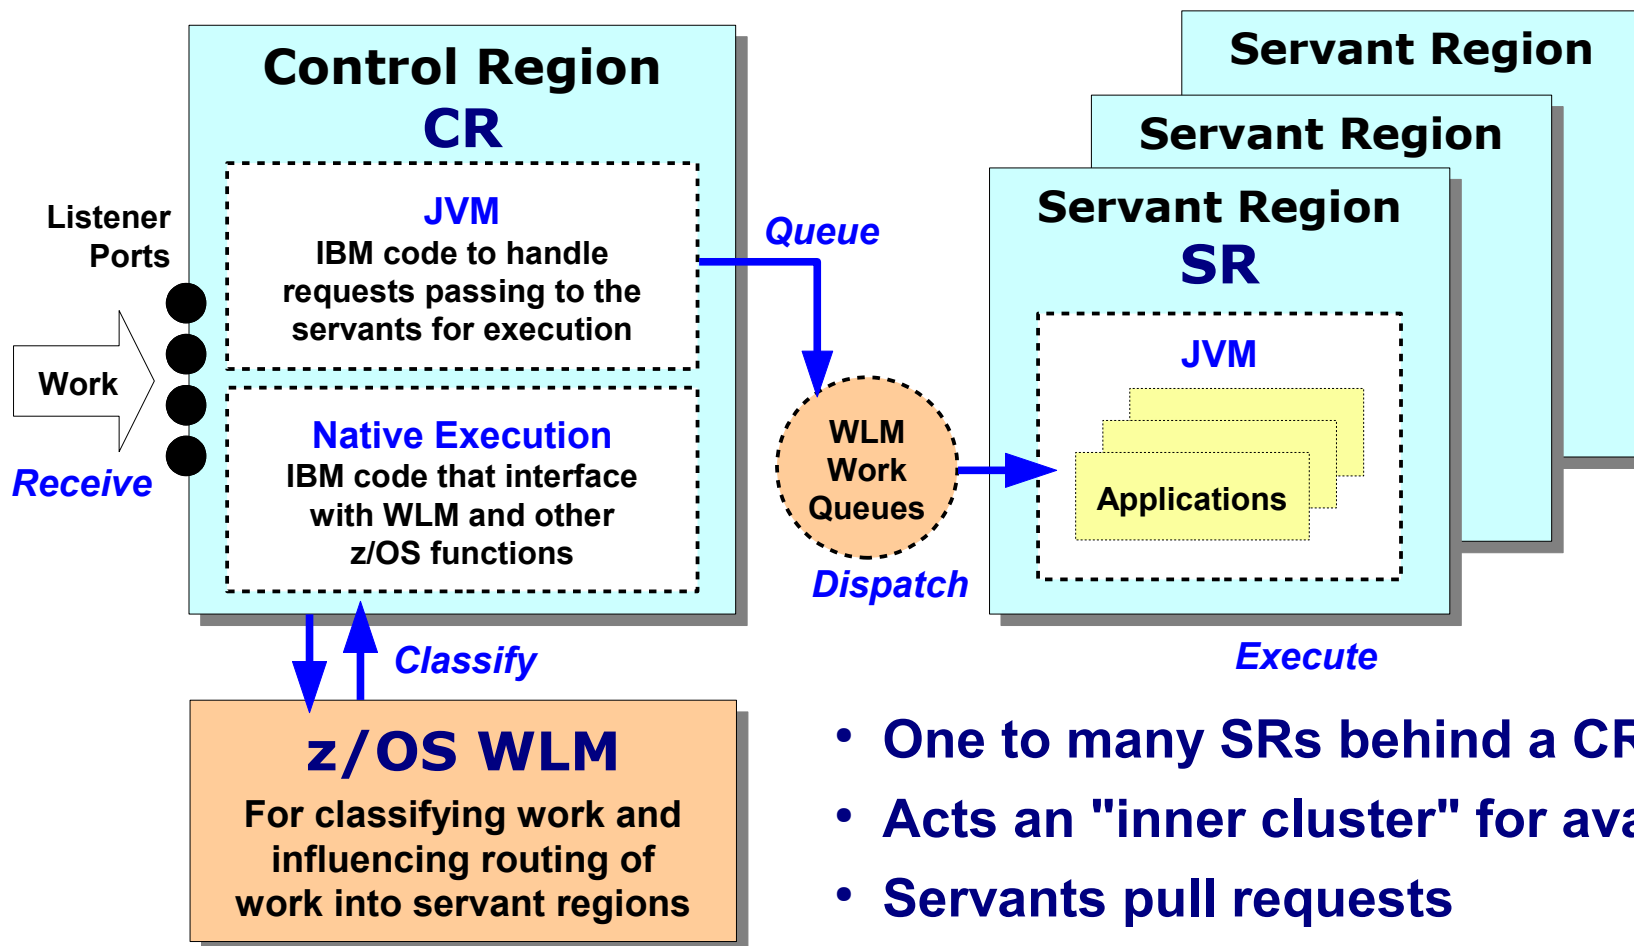 Control Region
CR
JVM
IBM code to handle
requests passing to the
servants for execution
Native Execution
IBM code that interface
with WLM and other
z/OS functions
Listener
Ports
Work
Receive
Classify
z/OS WLM
For classifying work and
influencing routing of
work into servant regions
Queue
WLM
Work
Queues
Dispatch
Servant Region
Servant Region
Servant Region
SR
JVM
Applications
Execute
• One to many SRs behind a CR
• Acts an "inner cluster" for
• Servants pull requests